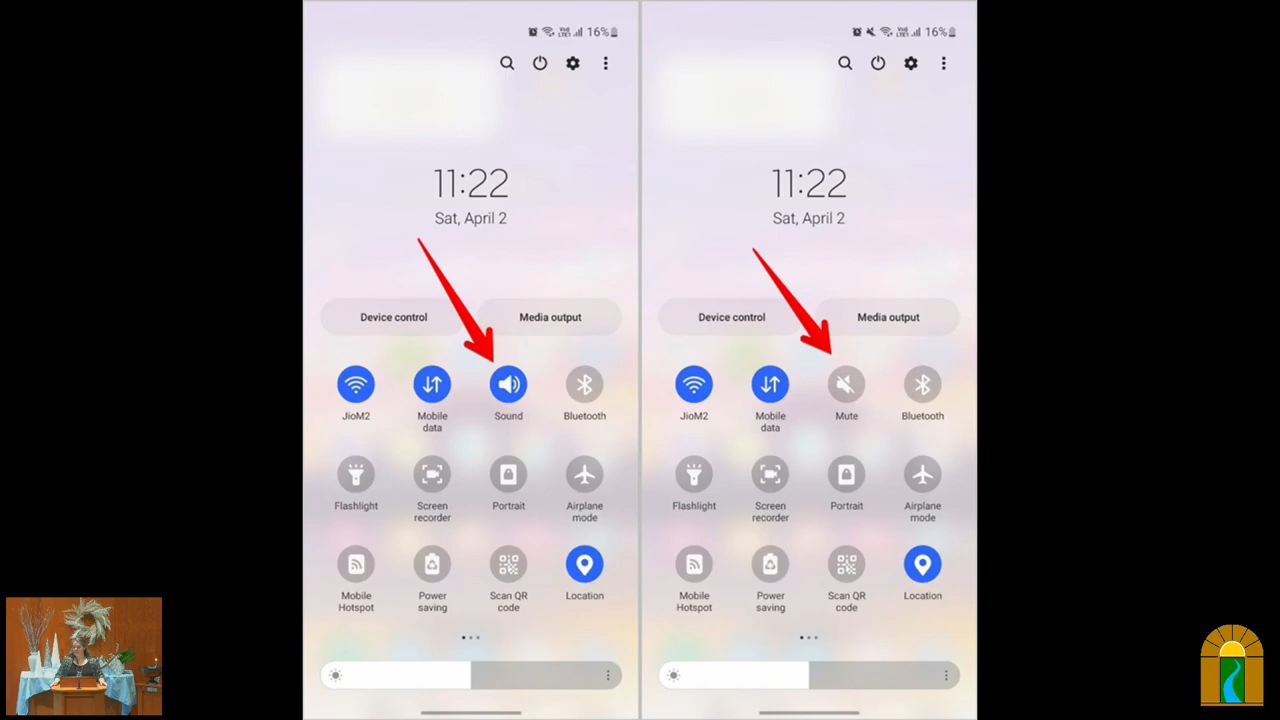 16%
11:22
Sat, April 2
Device control
Media output
JioM2
Mobile
data
Sound
Bluetooth
Flashlight
Screen
recorder
Portrait
Airplane
mode
Mobile
Hotspot
Power
saving
Scan QR
code
Location
16%
11:22
Sat, April 2
Device control
Media output
JioM2
Mobile
data
Mute
Bluetooth
Flashlight
Screen
recorder
Portrait
Airplane
mode
Mobile
Hotspot
Power
saving
Scan QR
code
Location